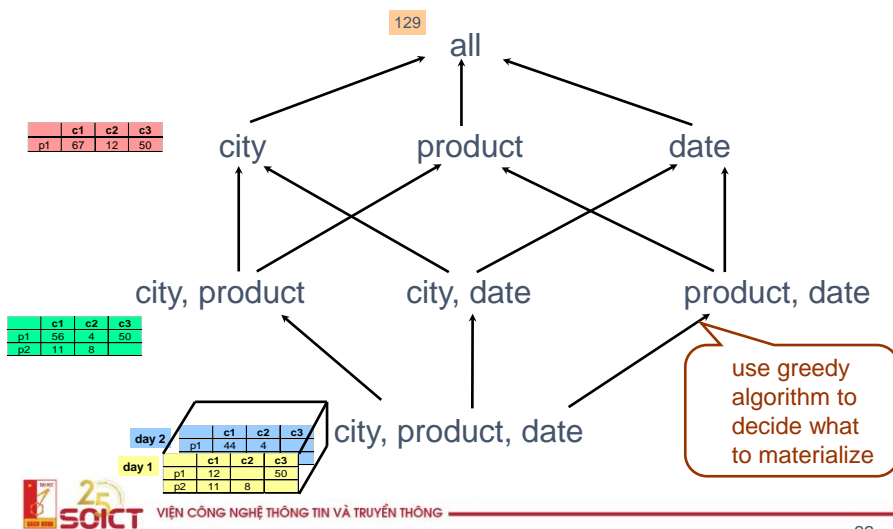 129
all
c1 c2 c3
p1 67 12 50
city product date
city, product city, date product, date
c1 c2 c3
p1 56 4 50
p2 11 8
use greedy
algorithm to
decide what
to materialize
city, product, date
day 2
c1 c2 c3
p1 44 4
day 1
c1 c2 c3
p1 12 50
p2 11 8
25
SOICT
VIỆN CÔNG NGHỆ THÔNG TIN VÀ TRUYỀN THÔNG